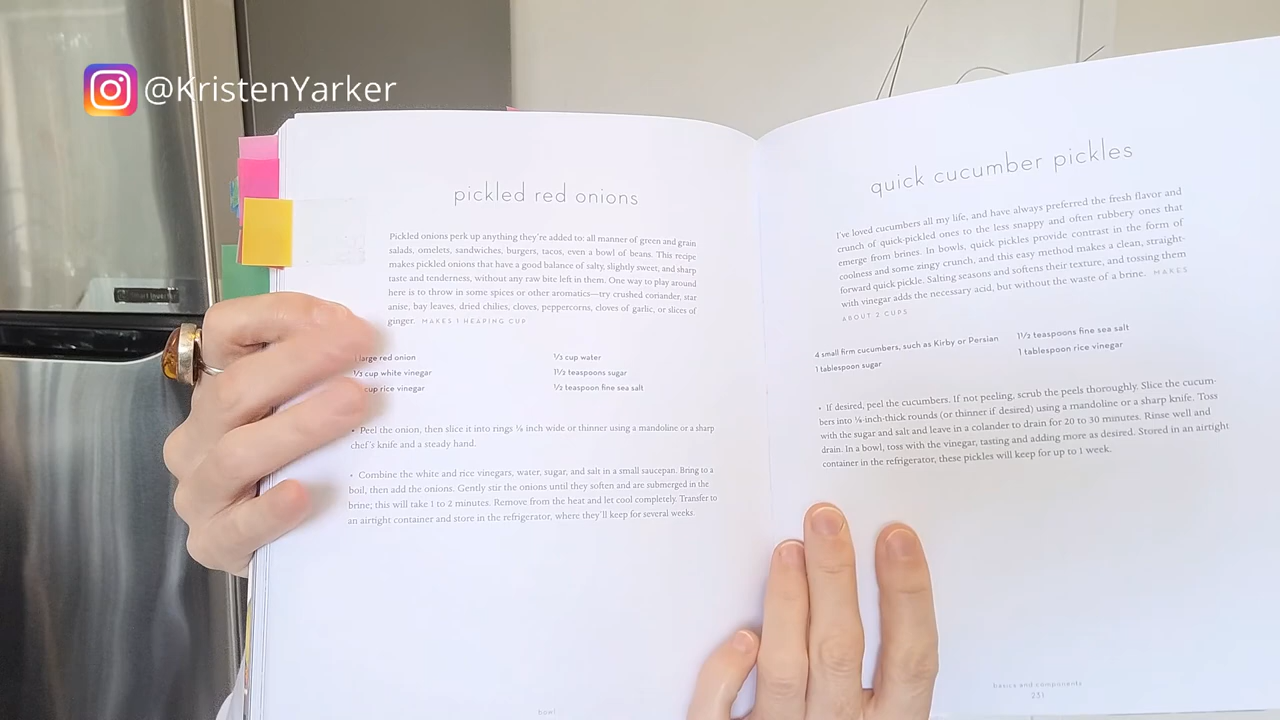 @KristenYarker
pickled red onions
Pickled onions perk up anything they're added to: all manner of green and grain
salads, omelets, sandwiches, burgers, tacos, even a bowl of beans. This recipe
makes pickled onions that have a good balance of salty, slightly sweet, and sharp
taste and tenderness, without any raw bite left in them. One way to play around
here is to throw in some spices or other aromatics—try crushed coriander, star
anise, bay leaves, dried chilies, cloves, peppercorns, cloves of garlic, or slices of
ginger. MAKES 1 HEAPING CUP
large red onion
⅓ cup white vinegar
cup rice vinegar
⅓ cup water
1½ teaspoons sugar
½ teaspoon fine sea salt
• Peel the onion, then slice it into rings ⅛ inch wide or thinner using a mandoline or a sharp
chef's knife and a steady hand.
• Combine the white and rice vinegars, water, sugar, and salt in a small saucepan. Bring to a
boil, then add the onions. Gently stir the onions until they soften and are submerged in the
brine; this will take 1 to 2 minutes. Remove from the heat and let cool completely. Transfer to
an airtight container and store in the refrigerator, where they'll keep for several weeks.
bowl
quick cucumber pickles
I've loved cucumbers all my life, and have always preferred the fresh flavor and
crunch of quick-pickled ones to the less snappy and often rubbery ones that
emerge from brines. In bowls, quick pickles provide contrast in the form of
coolness and some zingy crunch, and this easy method makes a clean, straight-
forward quick pickle. Salting seasons and softens their texture, and tossing them
with vinegar adds the necessary acid, but without the waste of a brine. MAKES
ABOUT 2 CUPS
4 small firm cucumbers, such as Kirby or Persian
1 tablespoon sugar
1½ teaspoons fine sea salt
1 tablespoon rice vinegar
• If desired, peel the cucumbers. If not peeling, scrub the peels thoroughly. Slice the cucum-
bers into ⅛-inch-thick rounds (or thinner if desired) using a mandoline or a sharp knife. Toss
with the sugar and salt and leave in a colander to drain for 20 to 30 minutes. Rinse well and
drain. In a bowl, toss with the vinegar, tasting and adding more as desired. Stored in an airtight
container in the refrigerator, these pickles will keep for up to 1 week.
basics and components
231